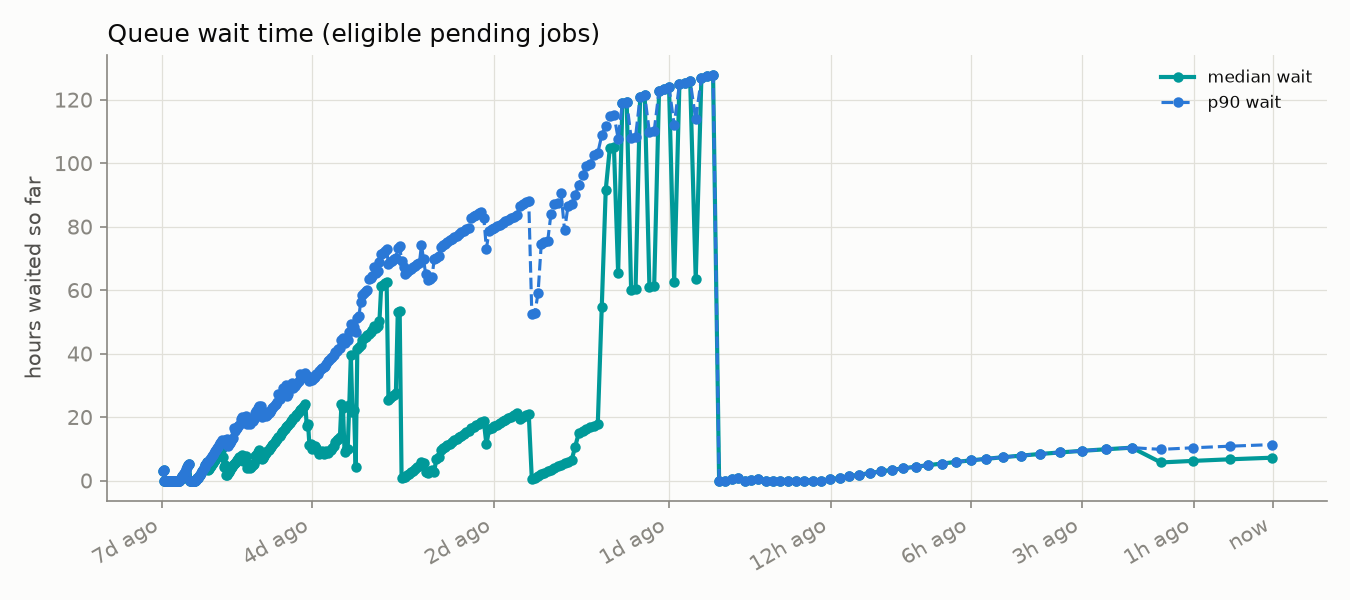 Queue wait time (eligible pending jobs)
median wait
p90 wait
hours waited so far
120
100
80
60
40
20
0
7d ago
4d ago
2d ago
1d ago
12h ago
6h ago
3h ago
1h ago
now